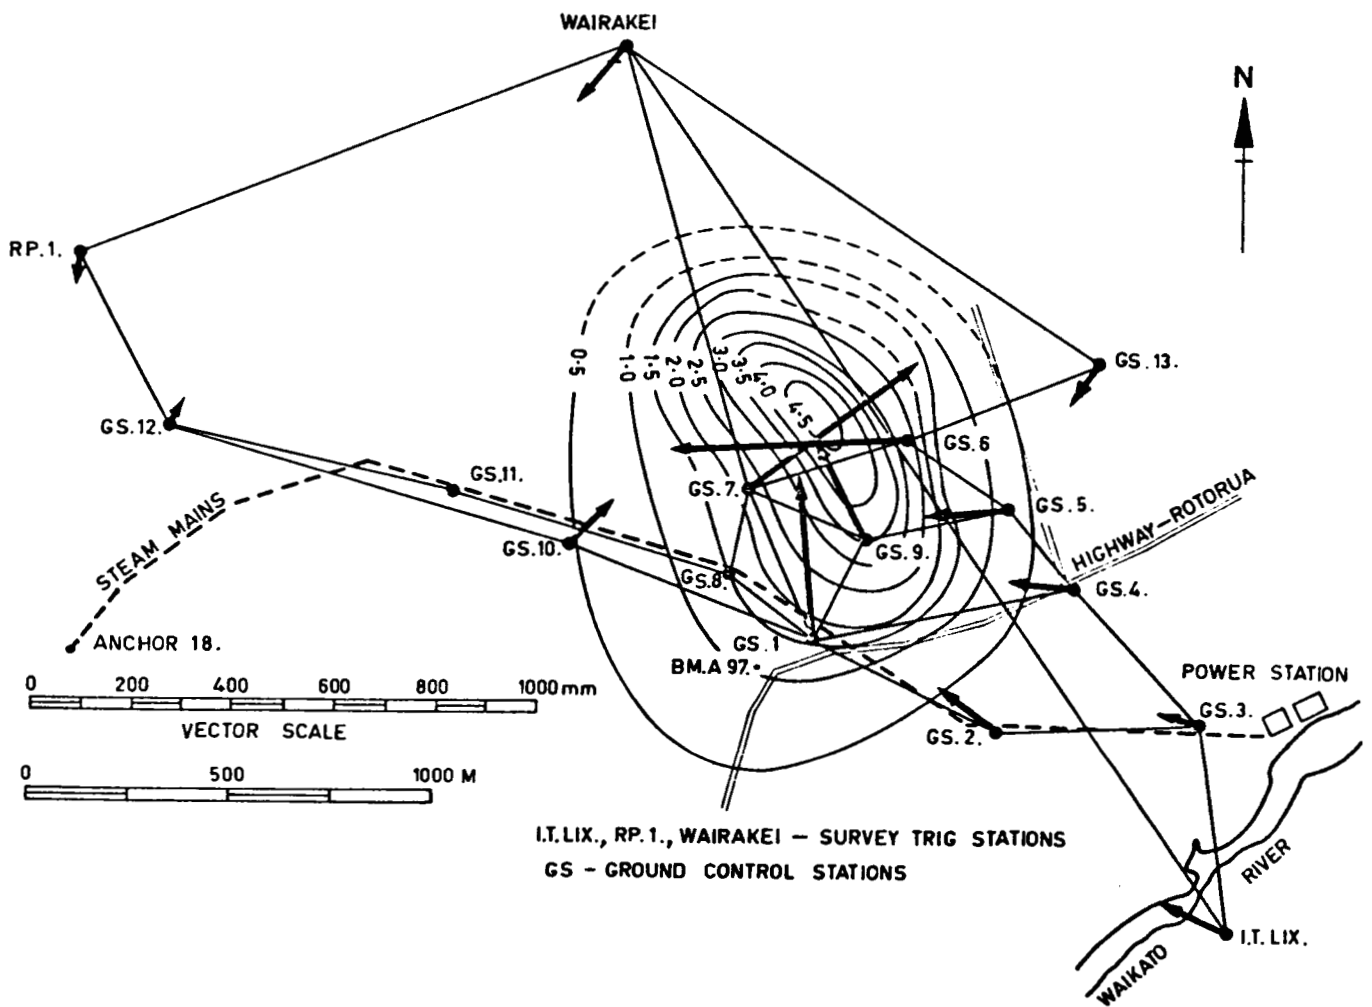 WAIRAKEI
N
RP.1.
GS.13.
0·5
1·0
1·5
2·0
2·5
3·0
3·5
4·0
4·5
GS.12.
GS.6
GS.11.
GS.7.
GS.5.
HIGHWAY—ROTORUA
STEAM MAINS
GS.10.
GS.9.
GS.8.
GS.4.
GS.1
ANCHOR 18.
BM.A 97.
POWER STATION
0 200 400 600 800 1000mm
VECTOR SCALE
GS.3.
GS.2.
0 500 1000 M
I.T.LIX., RP.1., WAIRAKEI — SURVEY TRIG STATIONS
GS – GROUND CONTROL STATIONS
RIVER
I.T. LIX.
WAIKATO